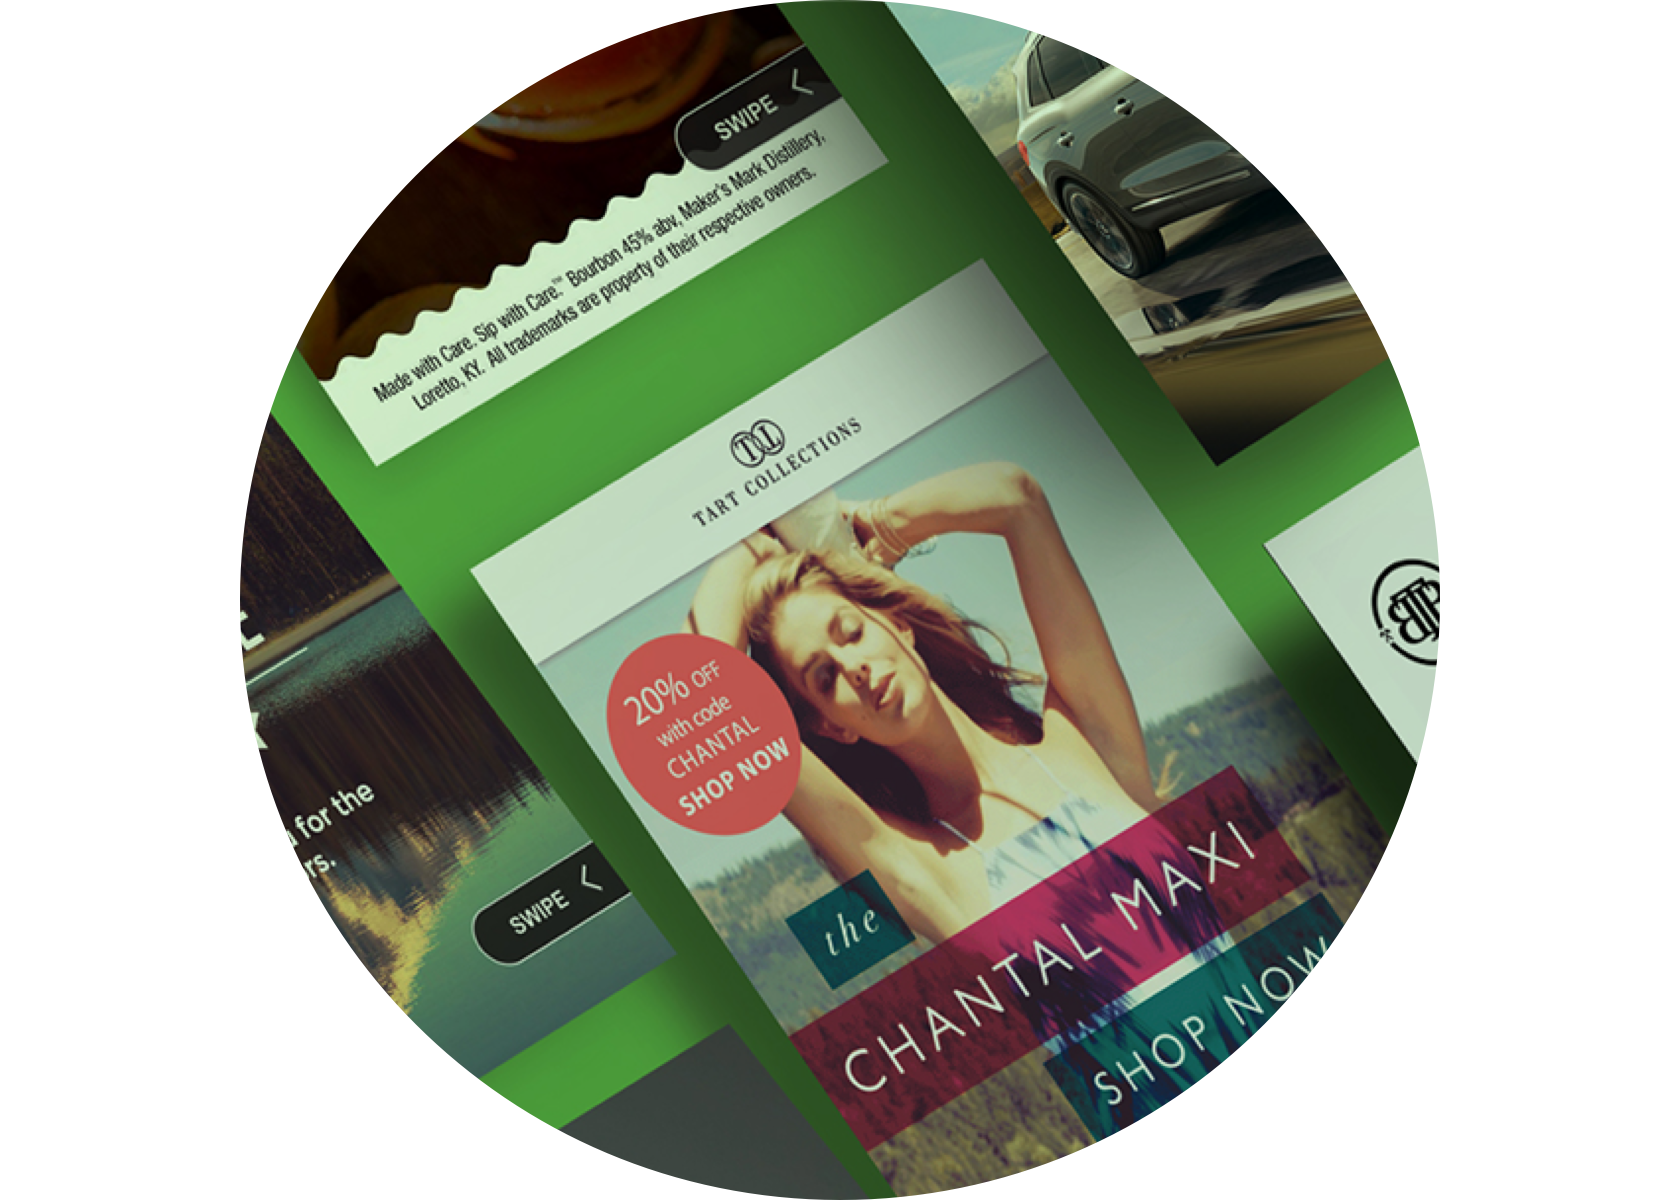 SWIPE
Made with Care. Sip with Care.™ Bourbon 45% abv, Maker's Mark Distillery,
Loretto, KY. All trademarks are property of their respective owners.
TART COLLECTIONS
20% OFF
with code
CHANTAL
SHOP NOW
for the
SWIPE
the
CHANTAL MAXI
SHOP NOW